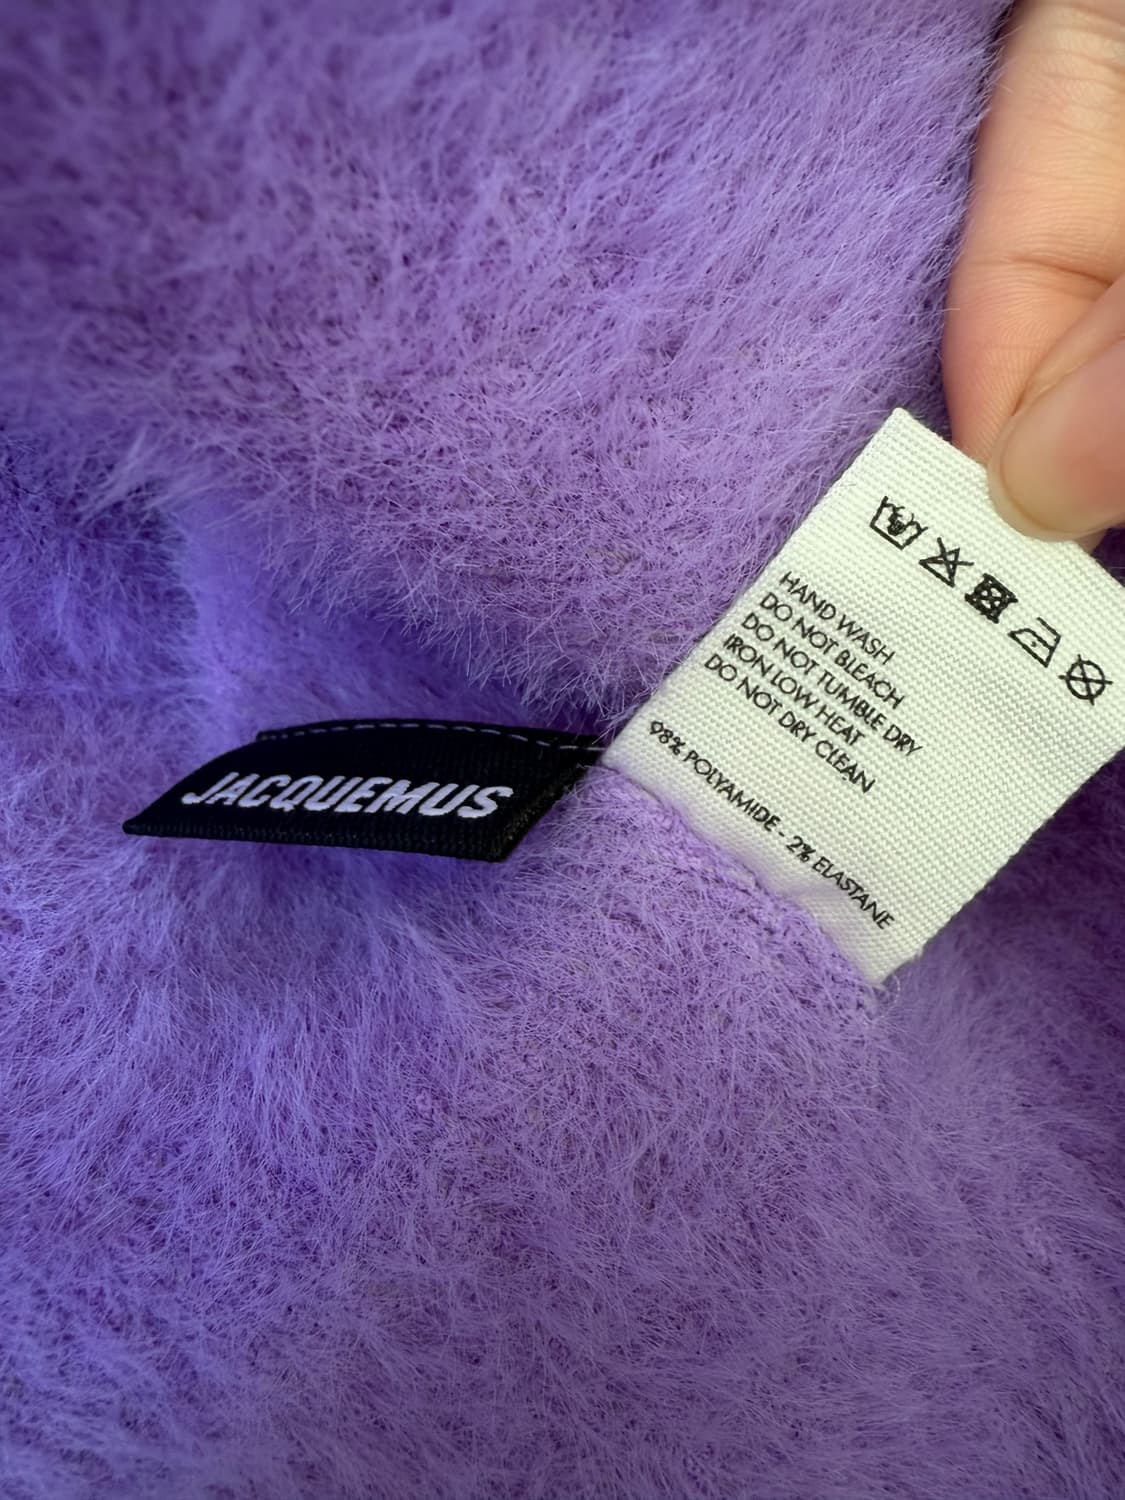 JACQUEMUS
HAND WASH
DO NOT BLEACH
DO NOT TUMBLE DRY
IRON LOW HEAT
DO NOT DRY CLEAN
98% POLYAMIDE - 2% ELASTANE